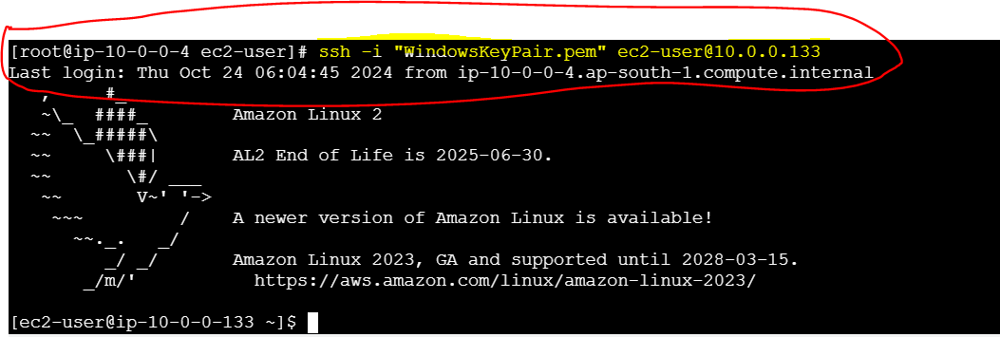 [root@ip-10-0-0-4 ec2-user]# ssh -i "WindowsKeyPair.pem" ec2-user@10.0.0.133
Last login: Thu Oct 24 06:04:45 2024 from ip-10-0-0-4.ap-south-1.compute.internal
   ,     #_
   ~\_  ####_        Amazon Linux 2
  ~~  \_#####\
  ~~     \###|       AL2 End of Life is 2025-06-30.
  ~~       \#/ ___
   ~~       V~' '->
    ~~~         /    A newer version of Amazon Linux is available!
      ~~._.   _/
         _/ _/       Amazon Linux 2023, GA and supported until 2028-03-15.
       _/m/'           https://aws.amazon.com/linux/amazon-linux-2023/
[ec2-user@ip-10-0-0-133 ~]$